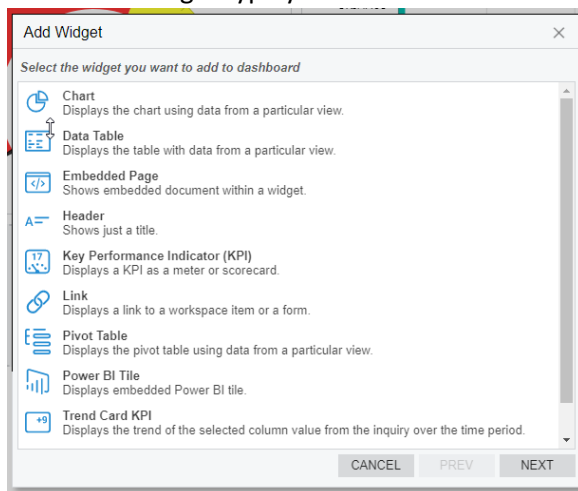 Add Widget
Select the widget you want to add to dashboard
Chart
Displays the chart using data from a particular view.
Data Table
Displays the table with data from a particular view.
</>
Embedded Page
Shows embedded document within a widget.
A
Header
Shows just a title.
17
Key Performance Indicator (KPI)
Displays a KPI as a meter or scorecard.
Link
Displays a link to a workspace item or a form.
Pivot Table
Displays the pivot table using data from a particular view.
Power BI Tile
Displays embedded Power BI tile.
+9
Trend Card KPI
Displays the trend of the selected column value from the inquiry over the time period.
CANCEL PREV NEXT